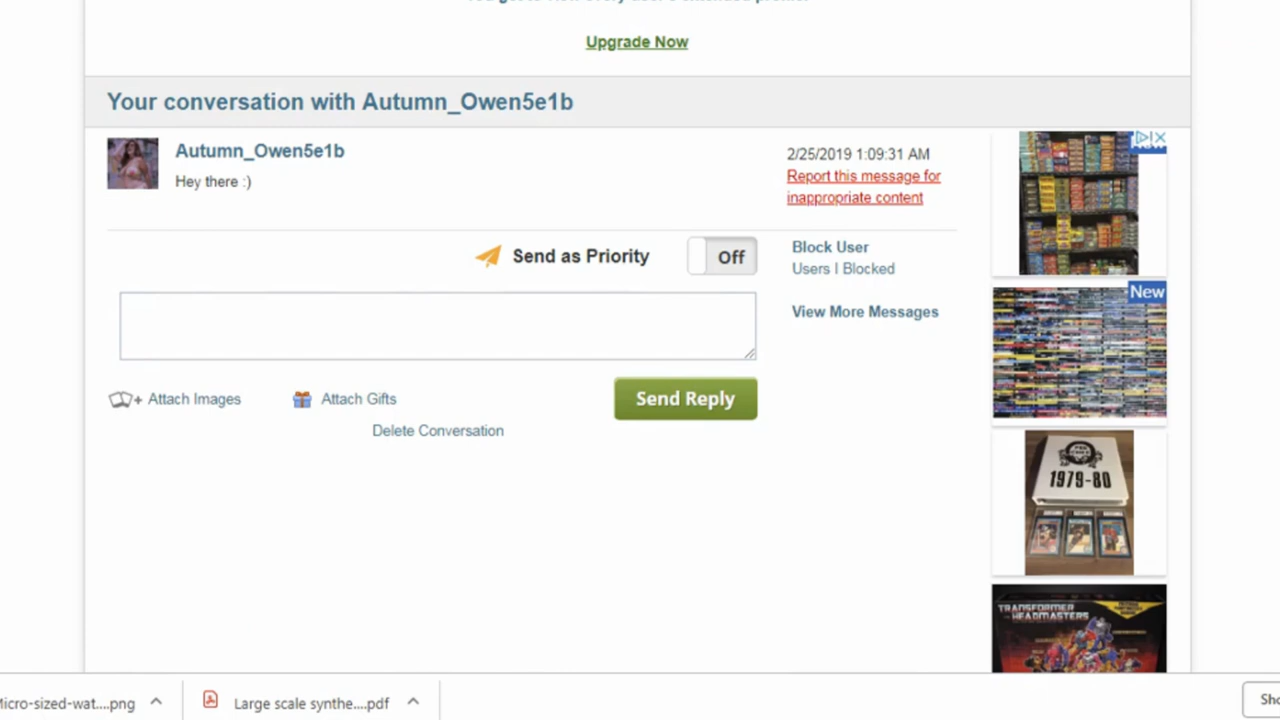 Upgrade Now
Your conversation with Autumn_Owen5e1b
Autumn_Owen5e1b
Hey there :)
2/25/2019 1:09:31 AM
Report this message for
inappropriate content
Send as Priority
Off
Block User
Users I Blocked
View More Messages
Attach Images
Attach Gifts
Send Reply
Delete Conversation
New
1979-80
TRANSFORMER
HEADMASTERS
Micro-sized-wat....png
Large scale synthe....pdf